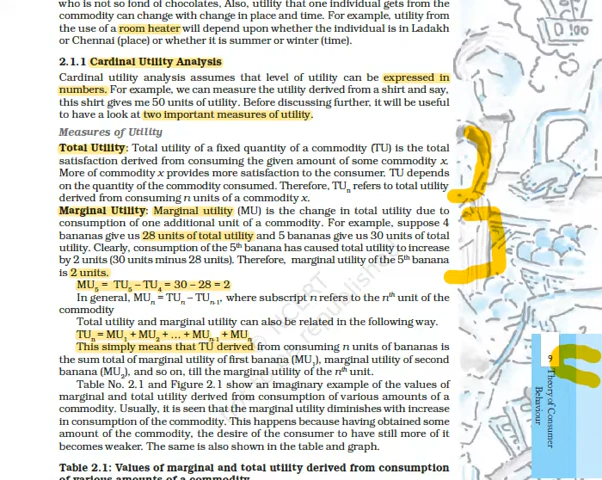 who is not so fond of chocolates, Also, utility that one individual gets from the
commodity can change with change in place and time. For example, utility from
the use of a room heater will depend upon whether the individual is in Ladakh
or Chennai (place) or whether it is summer or winter (time).
2.1.1 Cardinal Utility Analysis
Cardinal utility analysis assumes that level of utility can be expressed in
numbers. For example, we can measure the utility derived from a shirt and say,
this shirt gives me 50 units of utility. Before discussing further, it will be useful
to have a look at two important measures of utility.
Measures of Utility
Total Utility: Total utility of a fixed quantity of a commodity (TU) is the total
satisfaction derived from consuming the given amount of some commodity x.
More of commodity x provides more satisfaction to the consumer. TU depends
on the quantity of the commodity consumed. Therefore, TUn refers to total utility
derived from consuming n units of a commodity x.
Marginal Utility: Marginal utility (MU) is the change in total utility due to
consumption of one additional unit of a commodity. For example, suppose 4
bananas give us 28 units of total utility and 5 bananas give us 30 units of total
utility. Clearly, consumption of the 5th banana has caused total utility to increase
by 2 units (30 units minus 28 units). Therefore, marginal utility of the 5th banana
is 2 units.
MU5 = TU5 – TU4 = 30 – 28 = 2
In general, MUn = TUn – TUn-1, where subscript n refers to the nth unit of the
commodity
Total utility and marginal utility can also be related in the following way.
TUn = MU1 + MU2 + … + MUn-1 + MUn
This simply means that TU derived from consuming n units of bananas is
the sum total of marginal utility of first banana (MU1), marginal utility of second
banana (MU2), and so on, till the marginal utility of the nth unit.
Table No. 2.1 and Figure 2.1 show an imaginary example of the values of
marginal and total utility derived from consumption of various amounts of a
commodity. Usually, it is seen that the marginal utility diminishes with increase
in consumption of the commodity. This happens because having obtained some
amount of the commodity, the desire of the consumer to have still more of it
becomes weaker. The same is also shown in the table and graph.
Table 2.1: Values of marginal and total utility derived from consumption
of various amounts of a commodity
9
Theory of Consumer
Behaviour
NCERT
republished